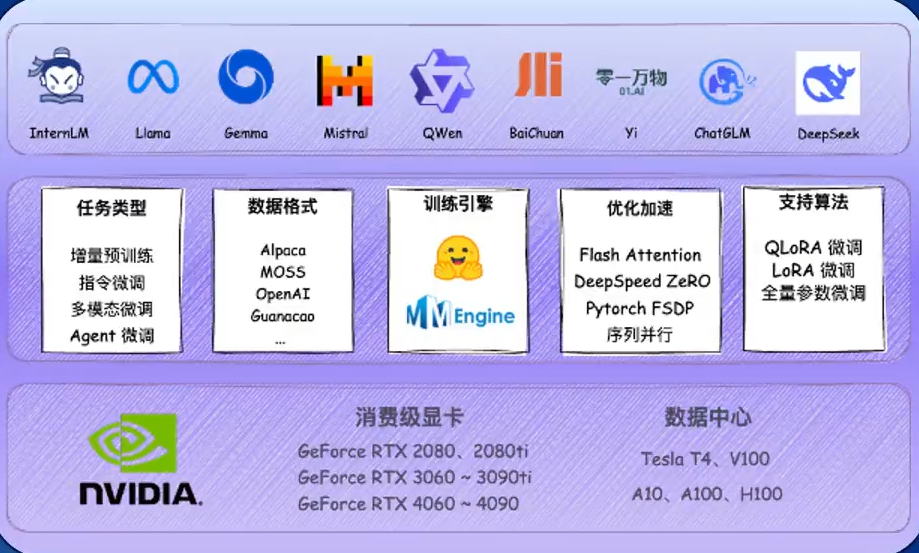 零一万物
01.AI
InternLM
Llama
Gemma
Mistral
QWen
BaiChuan
Yi
ChatGLM
DeepSeek
任务类型
增量预训练
指令微调
多模态微调
Agent 微调
数据格式
Alpaca
MOSS
OpenAI
Guanacao
...
训练引擎
MMEngine
优化加速
Flash Attention
DeepSpeed ZeRO
Pytorch FSDP
序列并行
支持算法
QLoRA 微调
LoRA 微调
全量参数微调
NVIDIA.
消费级显卡
GeForce RTX 2080、2080ti
GeForce RTX 3060 ~ 3090ti
GeForce RTX 4060 ~ 4090
数据中心
Tesla T4、V100
A10、A100、H100